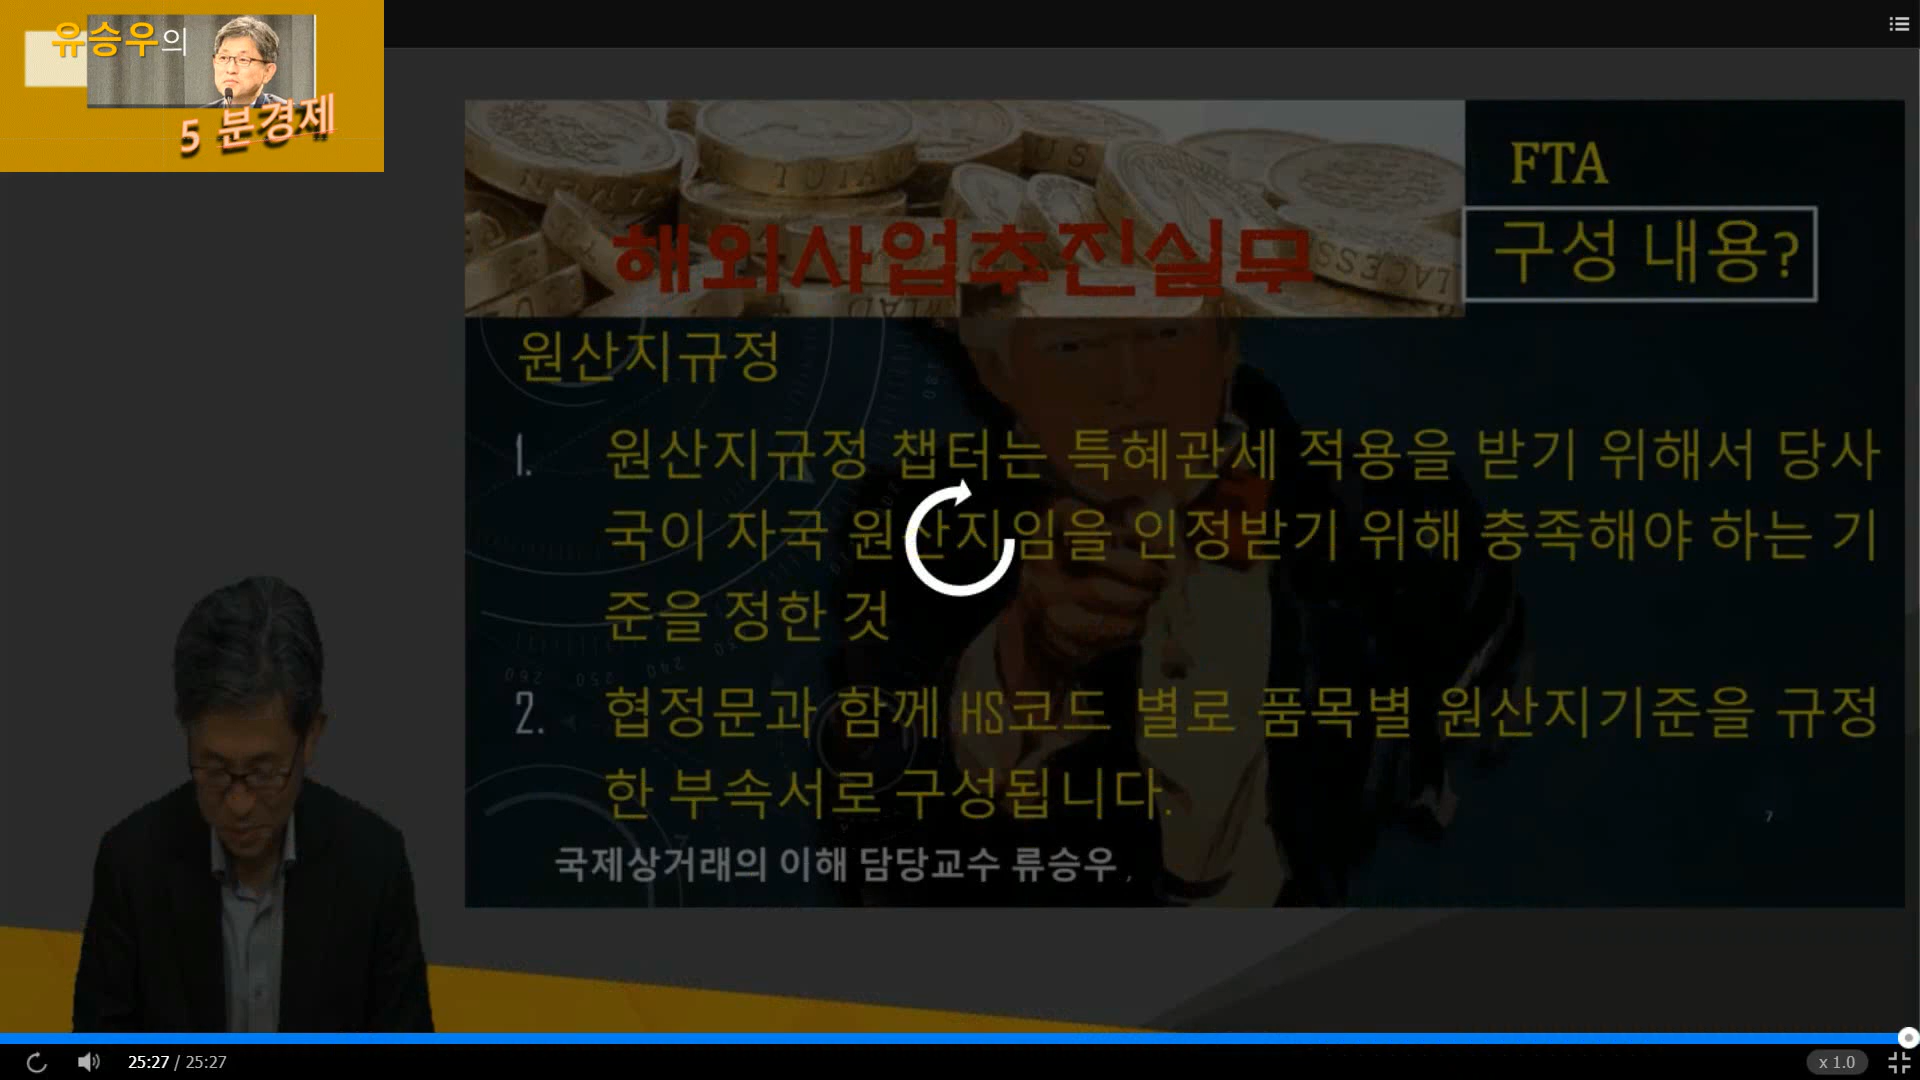 유승우의
5 분경제
FTA
구성 내용?
해외사업추진실무
원산지규정
1. 원산지규정 챕터는 특혜관세 적용을 받기 위해서 당사
국이 자국 원산지임을 인정받기 위해 충족해야 하는 기
준을 정한 것
2. 협정문과 함께 HS코드 별로 품목별 원산지기준을 규정
한 부속서로 구성됩니다.
7
국제상거래의 이해 담당교수 류승우 ,
25:27 / 25:27
x 1.0